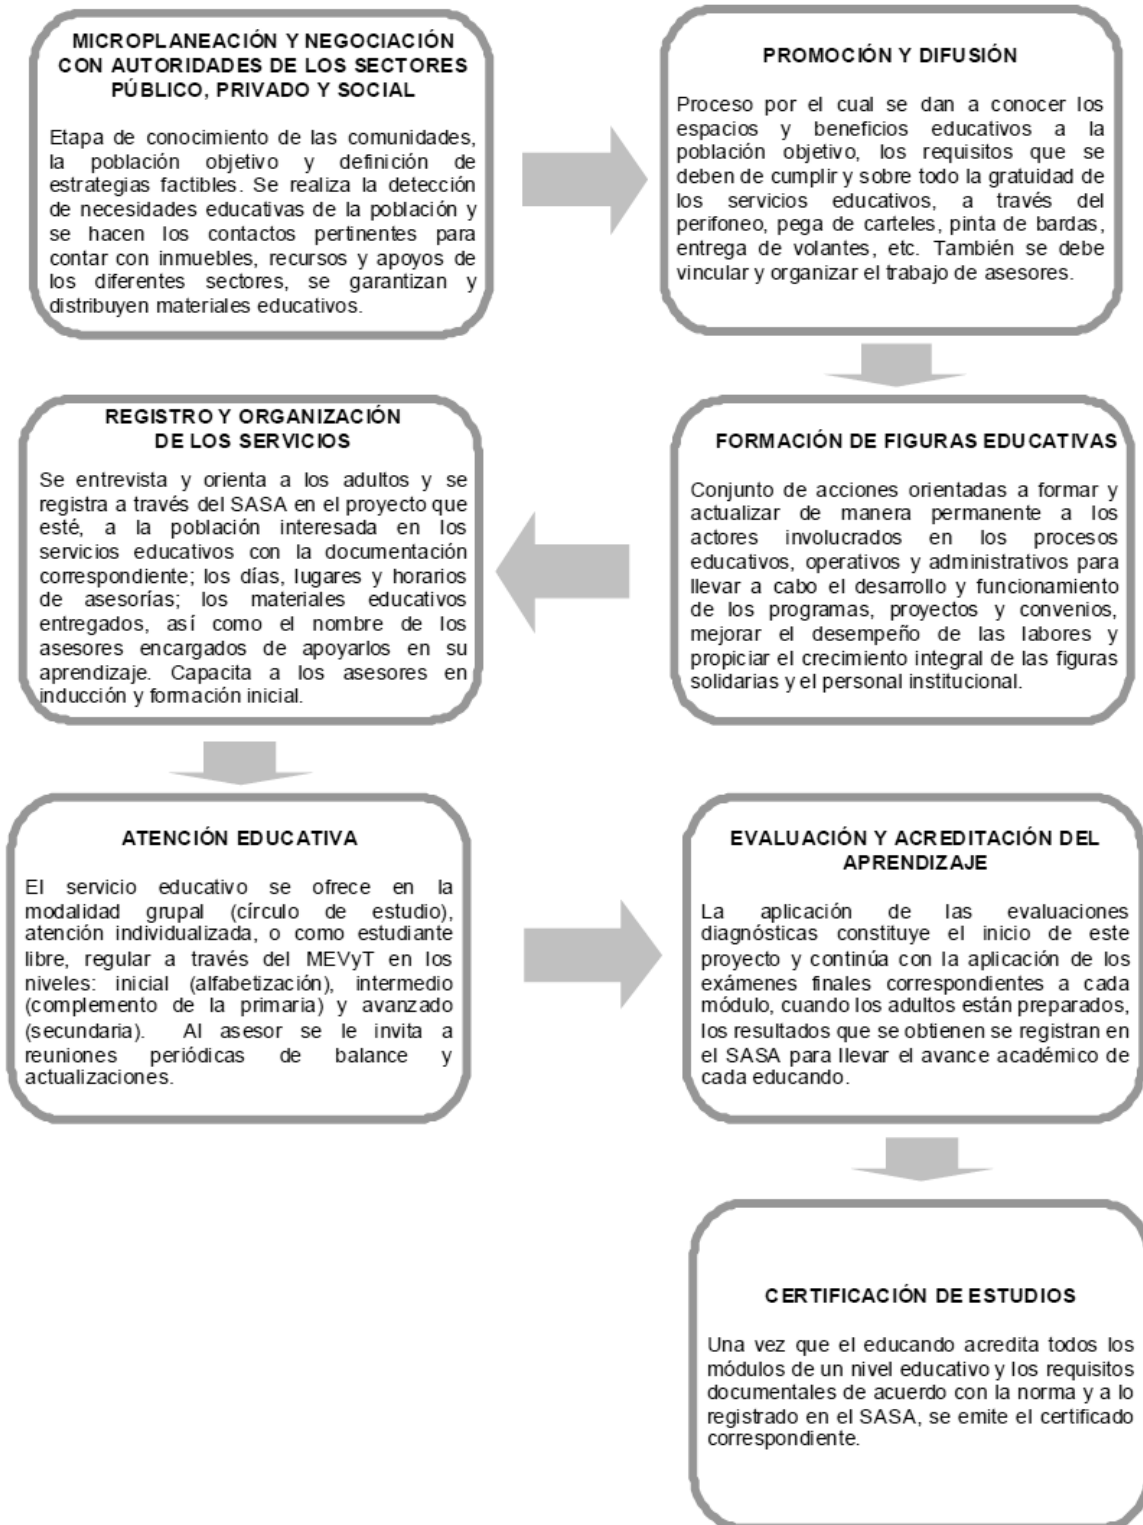 MICROPLANEACIÓN Y NEGOCIACIÓN
CON AUTORIDADES DE LOS SECTORES
PÚBLICO, PRIVADO Y SOCIAL
Etapa de conocimiento de las comunidades,
la población objetivo y definición de
estrategias factibles. Se realiza la detección
de necesidades educativas de la población y
se hacen los contactos pertinentes para
contar con inmuebles, recursos y apoyos de
los diferentes sectores, se garantizan y
distribuyen materiales educativos.
PROMOCIÓN Y DIFUSIÓN
Proceso por el cual se dan a conocer los
espacios y beneficios educativos a la
población objetivo, los requisitos que se
deben de cumplir y sobre todo la gratuidad de
los servicios educativos, a través del
perifoneo, pega de carteles, pinta de bardas,
entrega de volantes, etc. También se debe
vincular y organizar el trabajo de asesores.
FORMACIÓN DE FIGURAS EDUCATIVAS
Conjunto de acciones orientadas a formar y
actualizar de manera permanente a los
actores involucrados en los procesos
educativos, operativos y administrativos para
llevar a cabo el desarrollo y funcionamiento
de los programas, proyectos y convenios,
mejorar el desempeño de las labores y
propiciar el crecimiento integral de las figuras
solidarias y el personal institucional.
REGISTRO Y ORGANIZACIÓN
DE LOS SERVICIOS
Se entrevista y orienta a los adultos y se
registra a través del SASA en el proyecto que
esté, a la población interesada en los
servicios educativos con la documentación
correspondiente; los días, lugares y horarios
de asesorías; los materiales educativos
entregados, así como el nombre de los
asesores encargados de apoyarlos en su
aprendizaje. Capacita a los asesores en
inducción y formación inicial.
ATENCIÓN EDUCATIVA
El servicio educativo se ofrece en la
modalidad grupal (círculo de estudio),
atención individualizada, o como estudiante
libre, regular a través del MEVyT en los
niveles: inicial (alfabetización), intermedio
(complemento de la primaria) y avanzado
(secundaria). Al asesor se le invita a
reuniones periódicas de balance y
actualizaciones.
EVALUACIÓN Y ACREDITACIÓN DEL
APRENDIZAJE
La aplicación de las evaluaciones
diagnósticas constituye el inicio de este
proyecto y continúa con la aplicación de los
exámenes finales correspondientes a cada
módulo, cuando los adultos están preparados,
los resultados que se obtienen se registran en
el SASA para llevar el avance académico de
cada educando.
CERTIFICACIÓN DE ESTUDIOS
Una vez que el educando acredita todos los
módulos de un nivel educativo y los requisitos
documentales de acuerdo con la norma y a lo
registrado en el SASA, se emite el certificado
correspondiente.